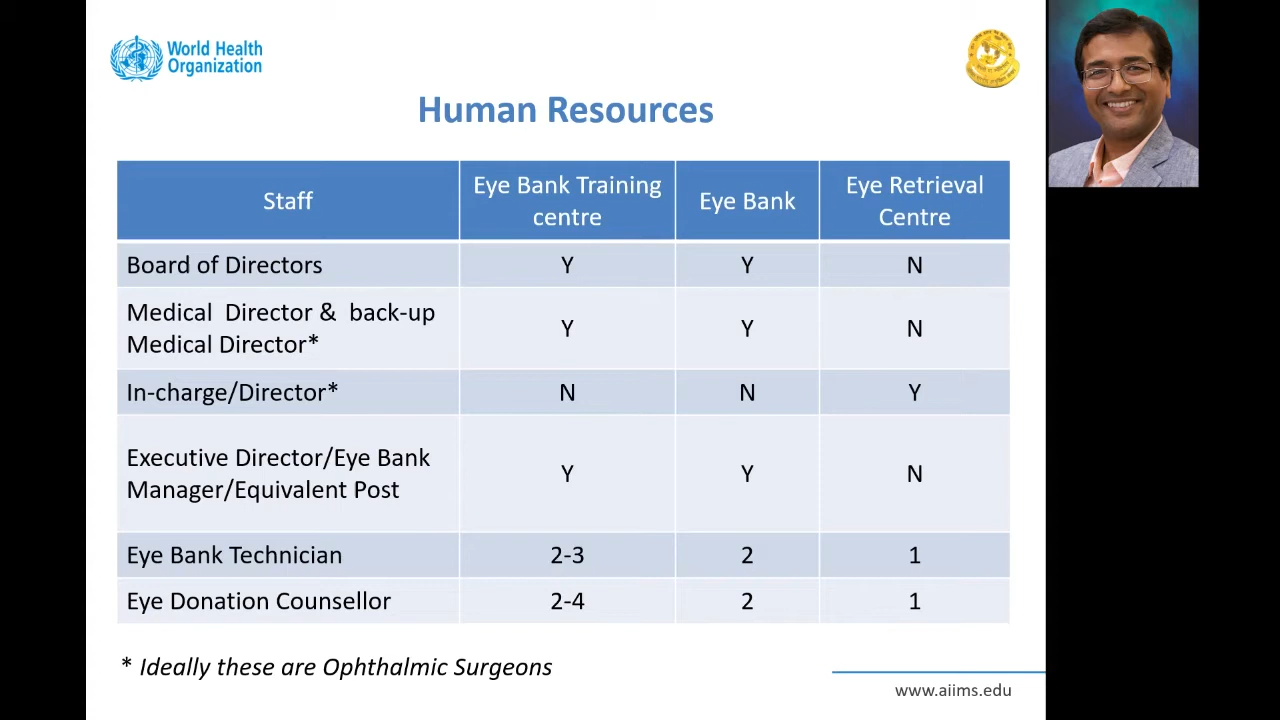 World Health
Organization
Human Resources
Staff
Eye Bank Training
centre
Eye Bank
Eye Retrieval
Centre
Board of Directors
Y
Y
N
Medical Director & back-up
Medical Director*
Y
Y
N
In-charge/Director*
N
N
Y
Executive Director/Eye Bank
Manager/Equivalent Post
Y
Y
N
Eye Bank Technician
2-3
2
1
Eye Donation Counsellor
2-4
2
1
* Ideally these are Ophthalmic Surgeons
www.aiims.edu